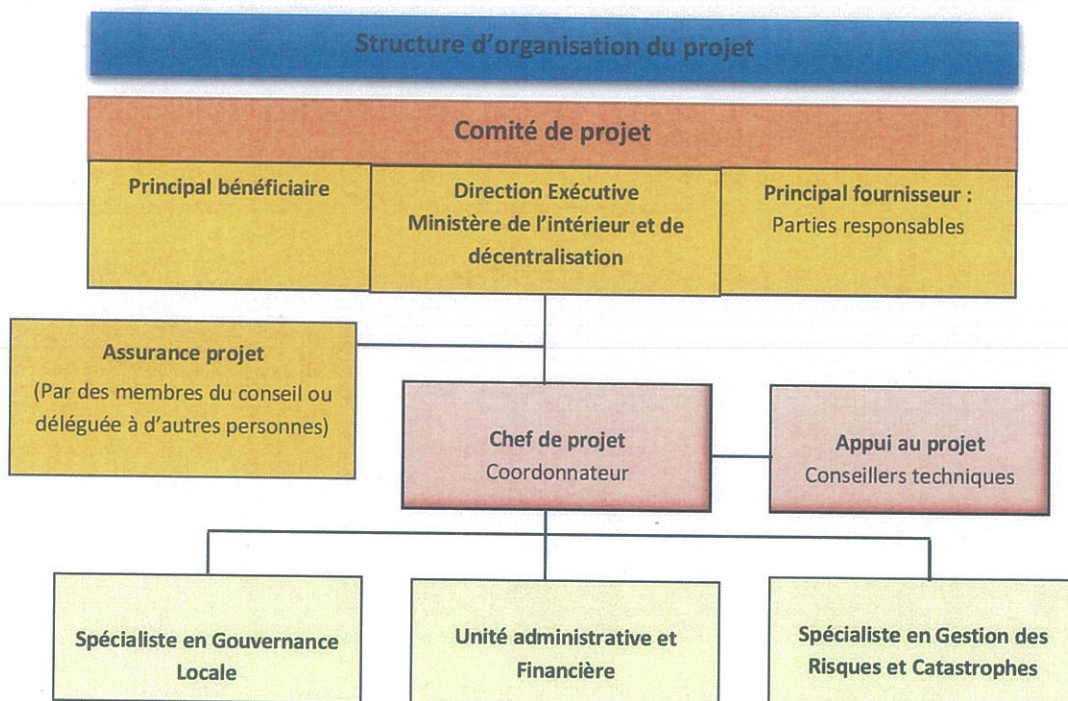 Structure d'organisation du projet
Comité de projet
Principal bénéficiaire
Direction Exécutive
Ministère de l'intérieur et de
décentralisation
Principal fournisseur :
Parties responsables
Assurance projet
(Par des membres du conseil ou
déléguée à d'autres personnes)
Chef de projet
Coordonnateur
Appui au projet
Conseillers techniques
Spécialiste en Gouvernance
Locale
Unité administrative et
Financière
Spécialiste en Gestion des
Risques et Catastrophes